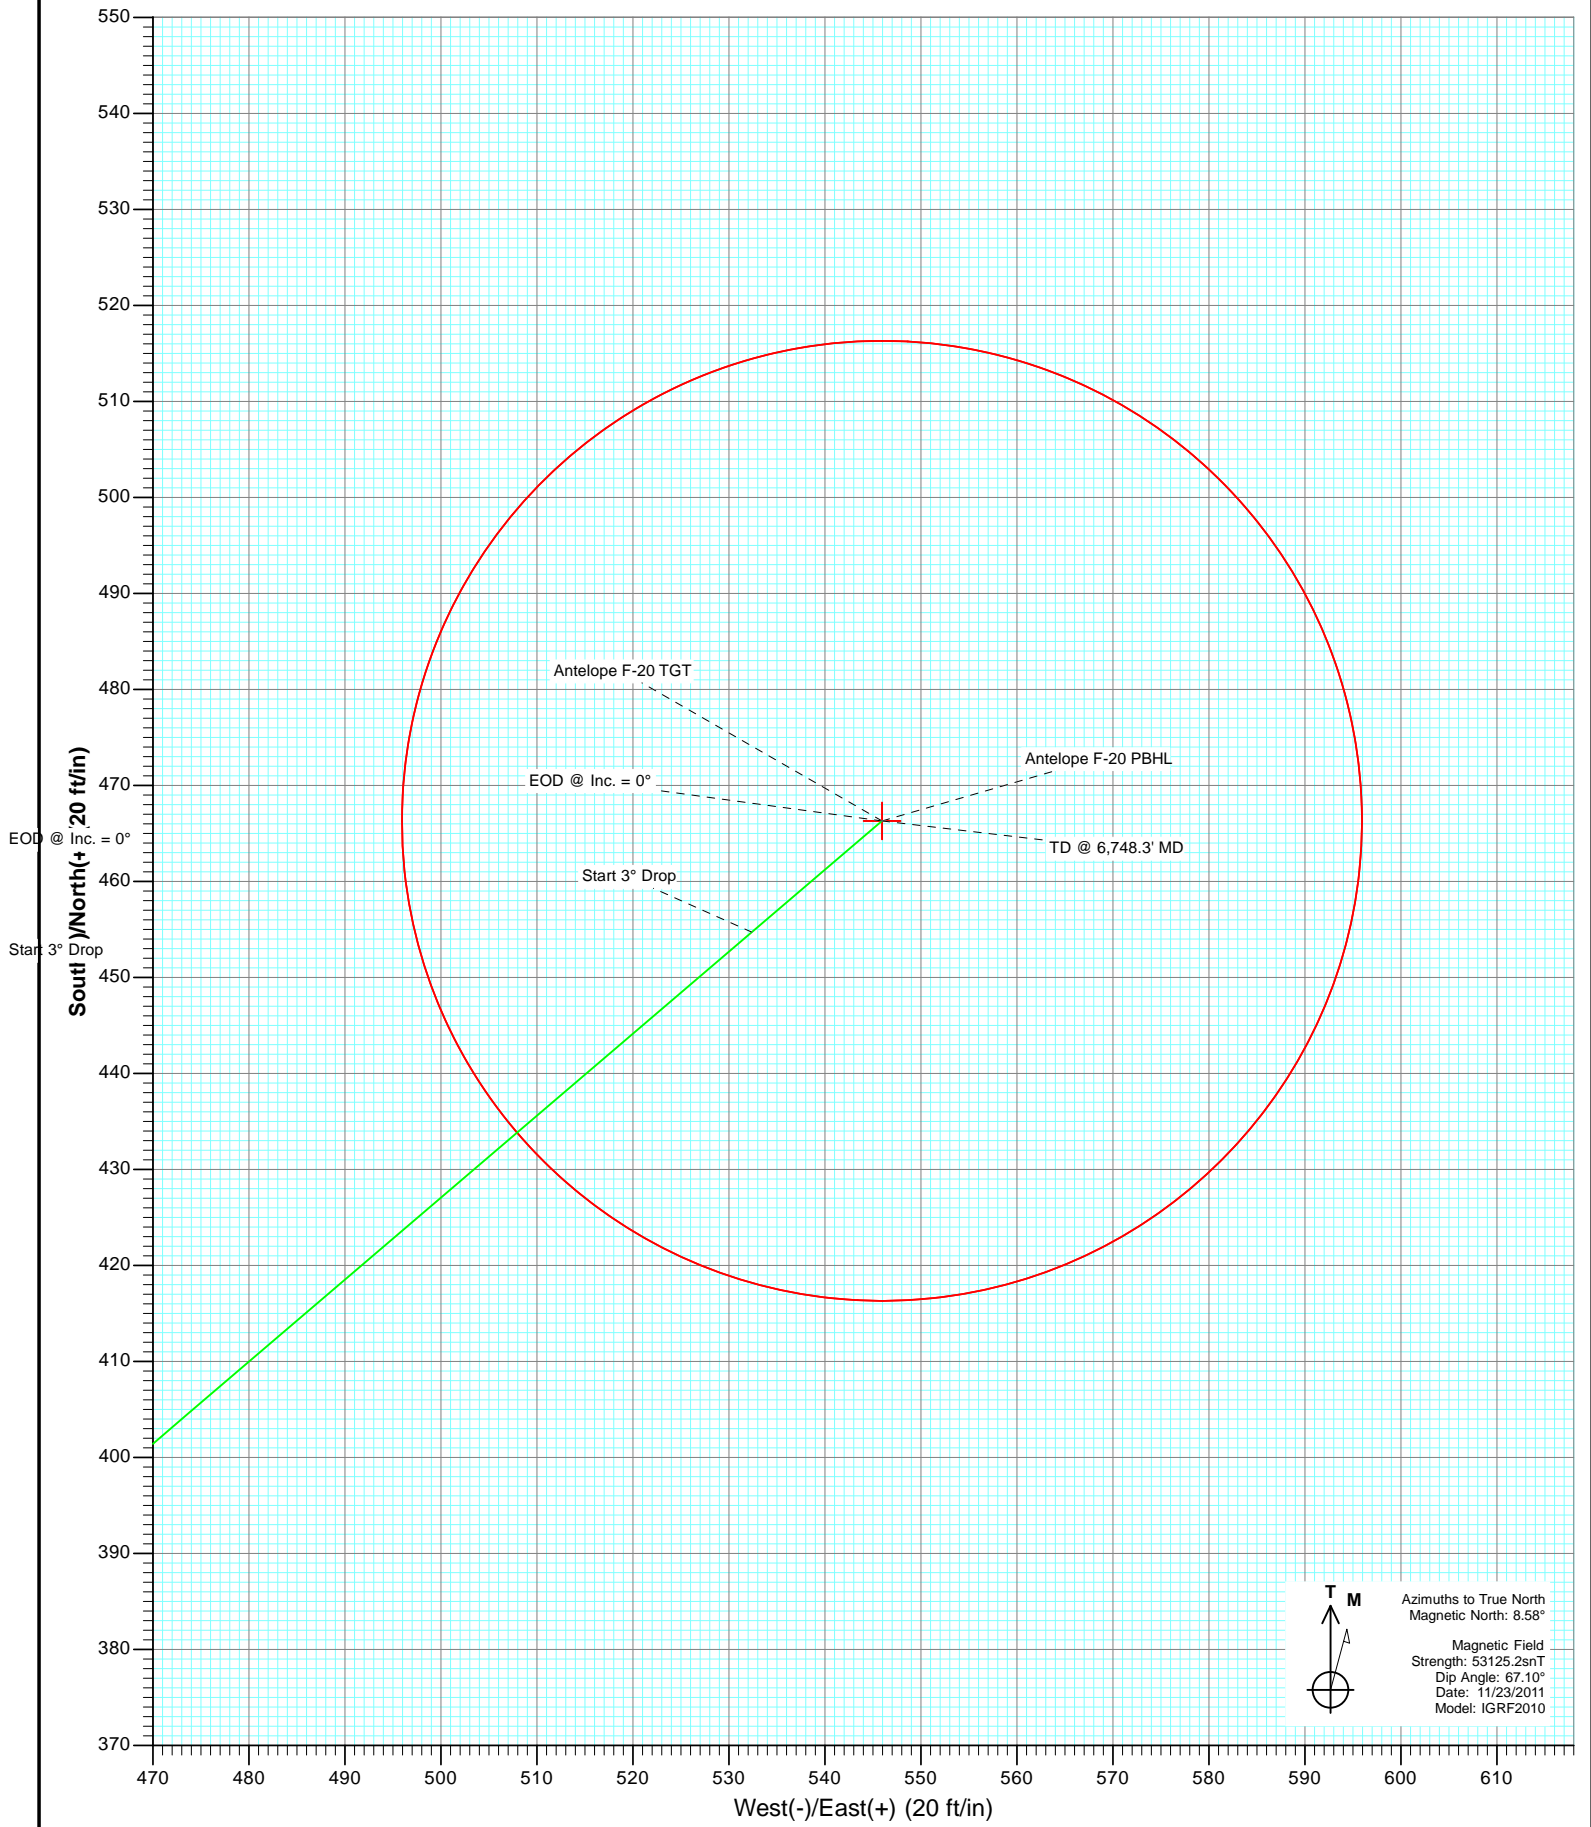 550
540
530
520
510
500
490
480
470
460
450
440
430
420
410
400
390
380
370
Antelope F-20 TGT
Antelope F-20 PBHL
EOD @ Inc. = 0°
TD @ 6,748.3' MD
Start 3° Drop
EOD @ Inc. = 0°
Start 3° Drop
)/North(+ 20 ft/in)
T M
Azimuths to True North
Magnetic North: 8.58°
Magnetic Field
Strength: 53125.2snT
Dip Angle: 67.10°
Date: 11/23/2011
Model: IGRF2010
470 480 490 500 510 520 530 540 550 560 570 580 590 600 610
West(-)/East(+) (20 ft/in)